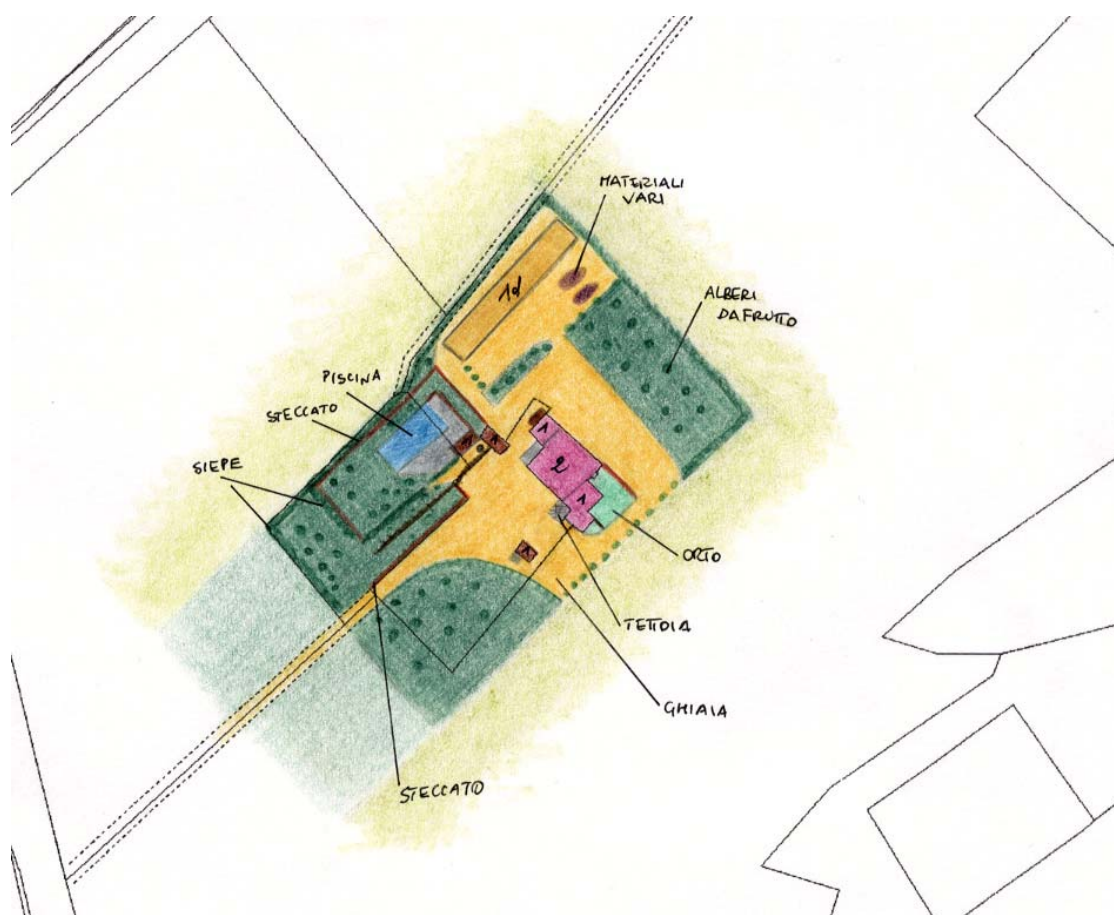 MATERIALI
VARI
1d
ALBERI
DA FRUTTO
PISCINA
STECCATO
SIEPE
A
A
A
2
A
A
ORTO
TETTOIA
GHIAIA
STECCATO